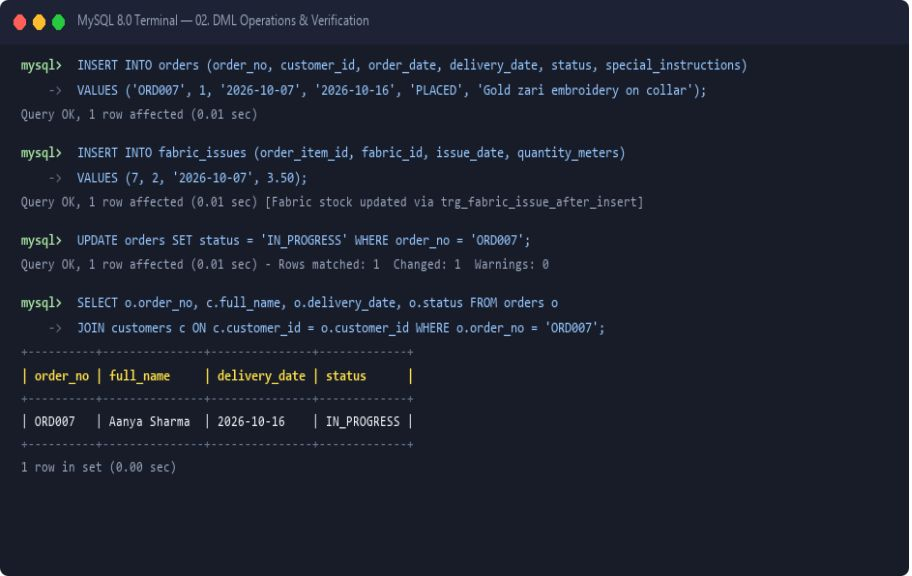 MySQL 8.0 Terminal — 02. DML Operations & Verification
mysql> INSERT INTO orders (order_no, customer_id, order_date, delivery_date, status, special_instructions)
-> VALUES ('ORD007', 1, '2026-10-07', '2026-10-16', 'PLACED', 'Gold zari embroidery on collar');
Query OK, 1 row affected (0.01 sec)
mysql> INSERT INTO fabric_issues (order_item_id, fabric_id, issue_date, quantity_meters)
-> VALUES (7, 2, '2026-10-07', 3.50);
Query OK, 1 row affected (0.01 sec) [Fabric stock updated via trg_fabric_issue_after_insert]
mysql> UPDATE orders SET status = 'IN_PROGRESS' WHERE order_no = 'ORD007';
Query OK, 1 row affected (0.01 sec) - Rows matched: 1  Changed: 1  Warnings: 0
mysql> SELECT o.order_no, c.full_name, o.delivery_date, o.status FROM orders o
-> JOIN customers c ON c.customer_id = o.customer_id WHERE o.order_no = 'ORD007';
+----------+---------------+---------------+------------+
| order_no | full_name     | delivery_date | status      |
+----------+---------------+---------------+------------+
| ORD007   | Aanya Sharma  | 2026-10-16    | IN_PROGRESS |
+----------+---------------+---------------+------------+
1 row in set (0.00 sec)